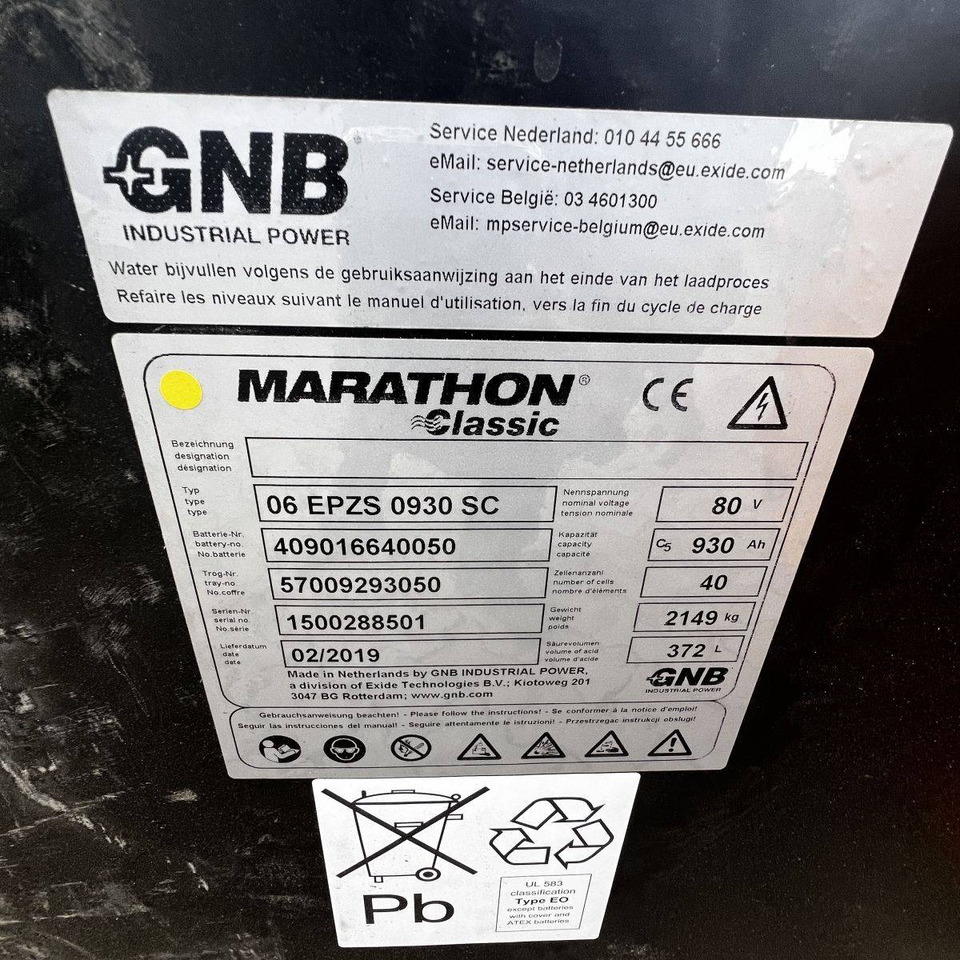 GNB
INDUSTRIAL POWER
Service Nederland: 010 44 55 666
eMail: service-netherlands@eu.exide.com
Service België: 03 4601300
eMail: mpservice-belgium@eu.exide.com
Water bijvullen volgens de gebruiksaanwijzing aan het einde van het laadproces
Refaire les niveaux suivant le manuel d'utilisation, vers la fin du cycle de charge
MARATHON®
Classic
CE
Bezeichnung
designation
désignation
Typ
type
type
06 EPZS 0930 SC
Nennspannung
nominal voltage
tension nominale
80 V
Batterie-Nr.
battery-no.
No.batterie
409016640050
Kapazität
capacity
capacité
C5 930 Ah
Trog-Nr.
tray-no.
No.coffre
57009293050
Zellenanzahl
number of cells
nombre d'éléments
40
Serien-Nr.
serial no.
No.série
1500288501
Gewicht
weight
poids
2149 kg
Lieferdatum
date
date
02/2019
Säurevolumen
volume of acid
volume d'acide
372 L
Made in Netherlands by GNB INDUSTRIAL POWER,
a division of Exide Technologies B.V.; Kiotoweg 201
3047 BG Rotterdam; www.gnb.com
GNB
INDUSTRIAL POWER
Gebrauchsanweisung beachten! - Please follow the instructions! - Se conformer à la notice d'emploi!
Seguir las instrucciones del manual! - Seguire attentamente le istruzioni! - Przestrzegac instrukcji obslugi!
Pb
UL 583
classification
Type EO
except batteries
with cover and
ATEX batteries